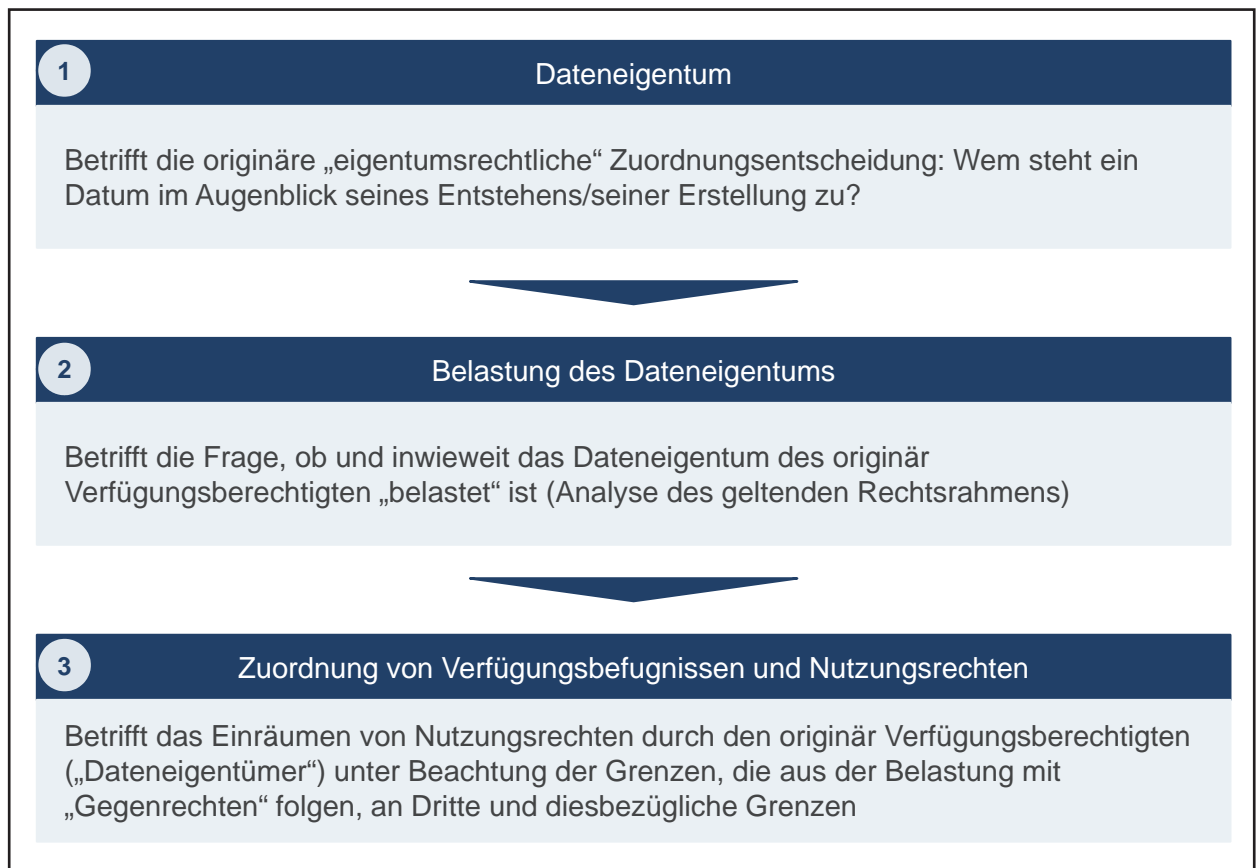 1
Dateneigentum
Betrifft die originäre „eigentumsrechtliche“ Zuordnungsentscheidung: Wem steht ein
Datum im Augenblick seines Entstehens/seiner Erstellung zu?
2
Belastung des Dateneigentums
Betrifft die Frage, ob und inwieweit das Dateneigentum des originär
Verfügungsberechtigten „belastet“ ist (Analyse des geltenden Rechtsrahmens)
3
Zuordnung von Verfügungsbefugnissen und Nutzungsrechten
Betrifft das Einräumen von Nutzungsrechten durch den originär Verfügungsberechtigten
(„Dateneigentümer“) unter Beachtung der Grenzen, die aus der Belastung mit
„Gegenrechten“ folgen, an Dritte und diesbezügliche Grenzen